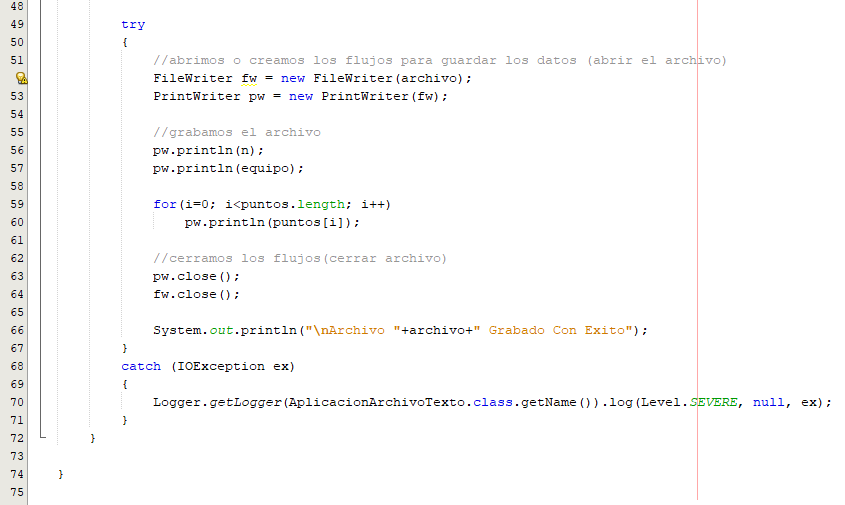 48
49 try
50 {
51 //abrimos o creamos los flujos para guardar los datos (abrir el archivo)
FileWriter fw = new FileWriter(archivo);
53 PrintWriter pw = new PrintWriter(fw);
54
55 //grabamos el archivo
56 pw.println(n);
57 pw.println(equipo);
58
59 for(i=0; i<puntos.length; i++)
60 pw.println(puntos[i]);
61
62 //cerramos los flujos(cerrar archivo)
63 pw.close();
64 fw.close();
65
66 System.out.println("\nArchivo "+archivo+" Grabado Con Exito");
67 }
68 catch (IOException ex)
69 {
70 Logger.getLogger(AplicacionArchivoTexto.class.getName()).log(Level.SEVERE, null, ex);
71 }
72 }
73
74 }
75